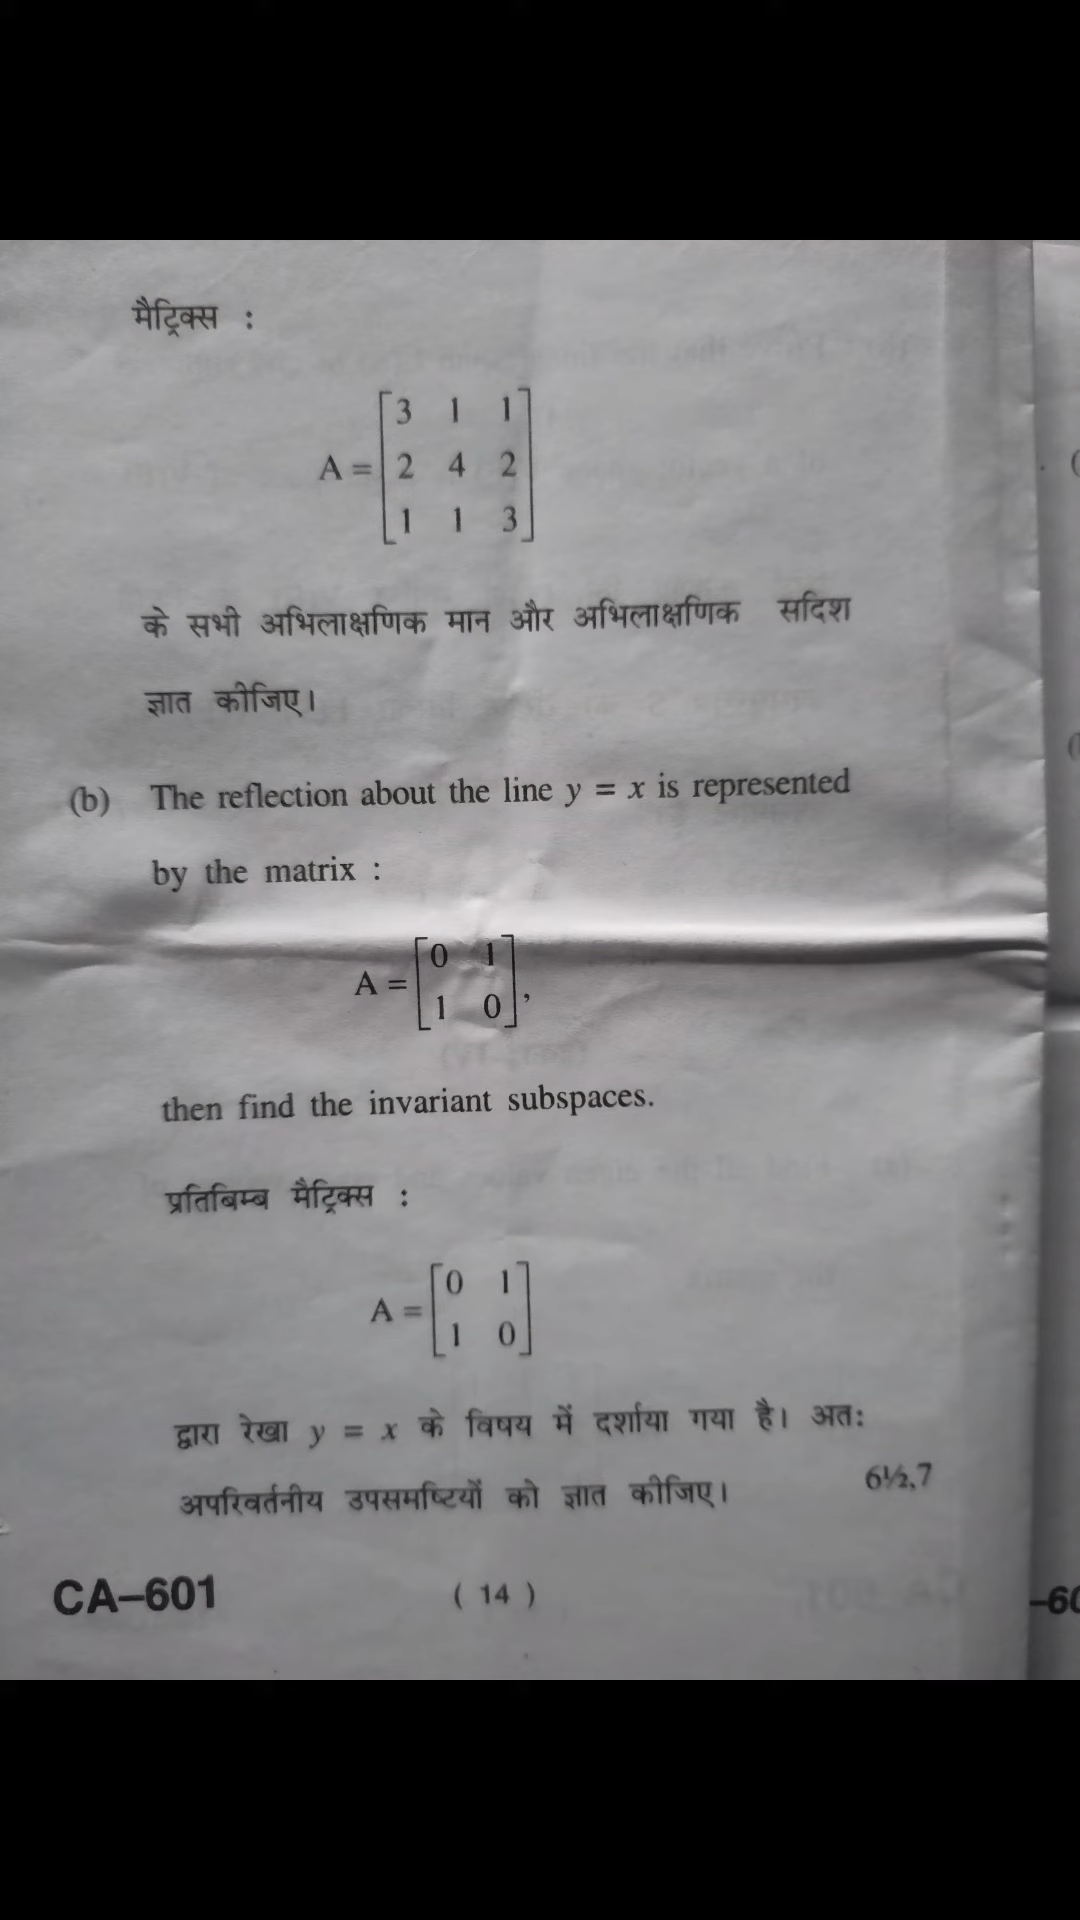 मैट्रिक्स :
A = [3 1 1
2 4 2
1 1 3]
के सभी अभिलाक्षणिक मान और अभिलाक्षणिक सदिश
ज्ञात कीजिए।
(b) The reflection about the line y = x is represented
by the matrix :
A = [0 1
1 0],
then find the invariant subspaces.
प्रतिबिम्ब मैट्रिक्स :
A = [0 1
1 0]
द्वारा रेखा y = x के विषय में दर्शाया गया है। अतः
अपरिवर्तनीय उपसमष्टियों को ज्ञात कीजिए। 6½,7
CA–601 ( 14 )